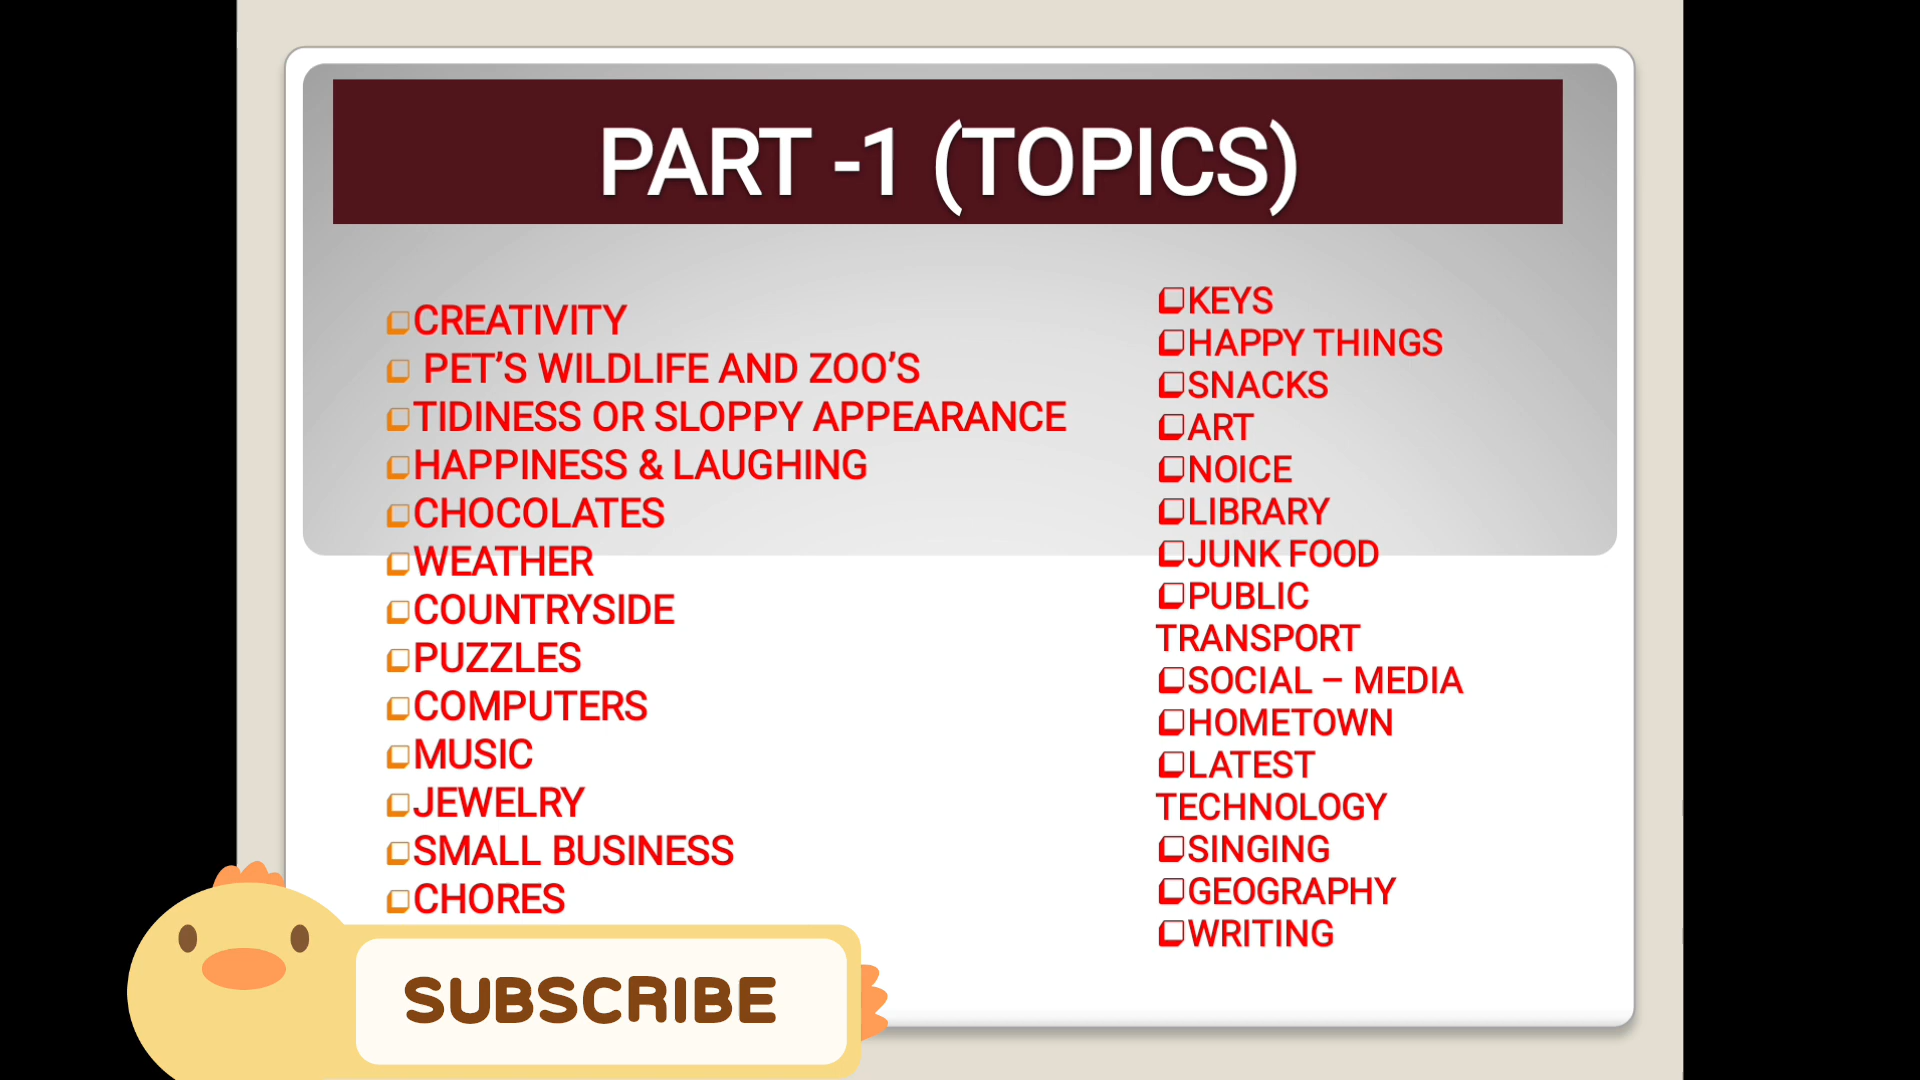 PART -1 (TOPICS)
CREATIVITY
PET’S WILDLIFE AND ZOO’S
TIDINESS OR SLOPPY APPEARANCE
HAPPINESS & LAUGHING
CHOCOLATES
WEATHER
COUNTRYSIDE
PUZZLES
COMPUTERS
MUSIC
JEWELRY
SMALL BUSINESS
CHORES
KEYS
HAPPY THINGS
SNACKS
ART
NOICE
LIBRARY
JUNK FOOD
PUBLIC
TRANSPORT
SOCIAL – MEDIA
HOMETOWN
LATEST
TECHNOLOGY
SINGING
GEOGRAPHY
WRITING
SUBSCRIBE